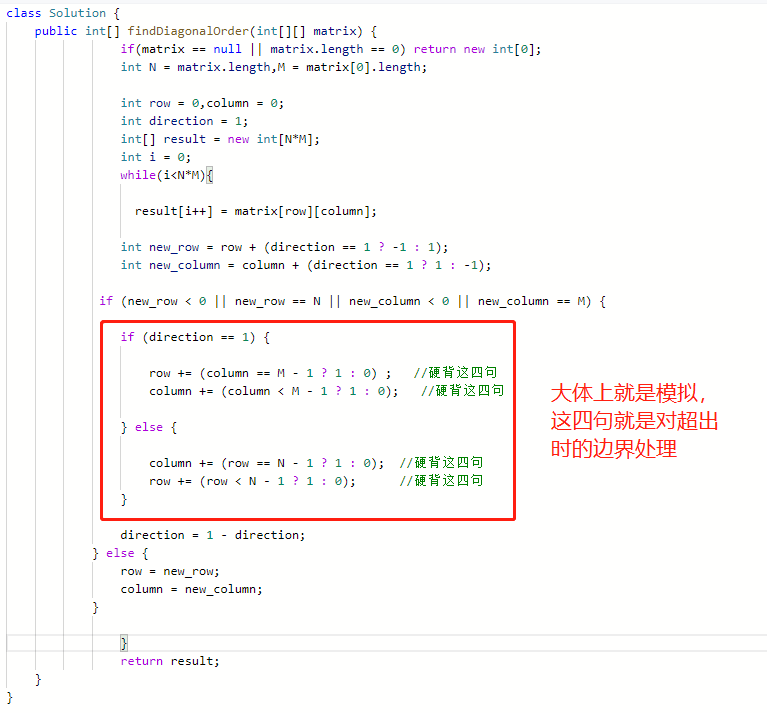 class Solution {
    public int[] findDiagonalOrder(int[][] matrix) {
                if(matrix == null || matrix.length == 0) return new int[0];
                int N = matrix.length,M = matrix[0].length;
                int row = 0,column = 0;
                int direction = 1;
                int[] result = new int[N*M];
                int i = 0;
                while(i<N*M){
                  result[i++] = matrix[row][column];
                int new_row = row + (direction == 1 ? -1 : 1);
                int new_column = column + (direction == 1 ? 1 : -1);
             if (new_row < 0 || new_row == N || new_column < 0 || new_column == M) {
                if (direction == 1) {
                    row += (column == M - 1 ? 1 : 0) ;   //硬背这四句
                    column += (column < M - 1 ? 1 : 0);   //硬背这四句
                } else {
                    column += (row == N - 1 ? 1 : 0);  //硬背这四句
                    row += (row < N - 1 ? 1 : 0);      //硬背这四句
                }
大体上就是模拟，
这四句就是对超出
时的边界处理
                direction = 1 - direction;
            } else {
                row = new_row;
                column = new_column;
            }
                }
                return result;
    }
}